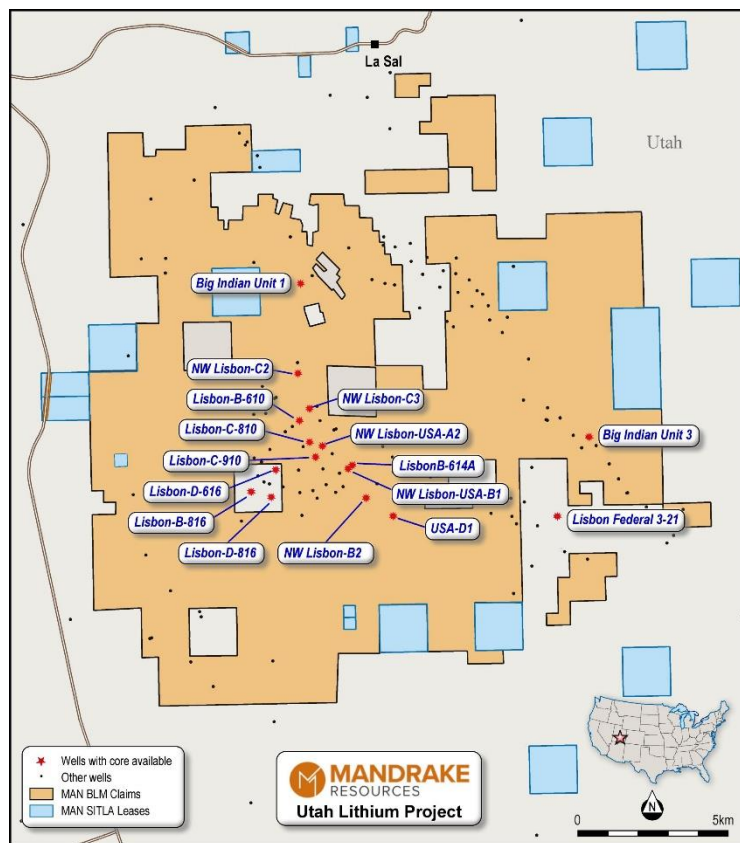 La Sal
Utah
Big Indian Unit 1
NW Lisbon-C2
Lisbon-B-610
NW Lisbon-C3
Lisbon-C-810
NW Lisbon-USA-A2
Big Indian Unit 3
Lisbon-C-910
LisbonB-614A
Lisbon-D-616
NW Lisbon-USA-B1
Lisbon-B-816
Lisbon Federal 3-21
Lisbon-D-816
NW Lisbon-B2
USA-D1
Wells with core available
Other wells
MAN BLM Claims
MAN SITLA Leases
MANDRAKE
RESOURCES
Utah Lithium Project
N
0
5km